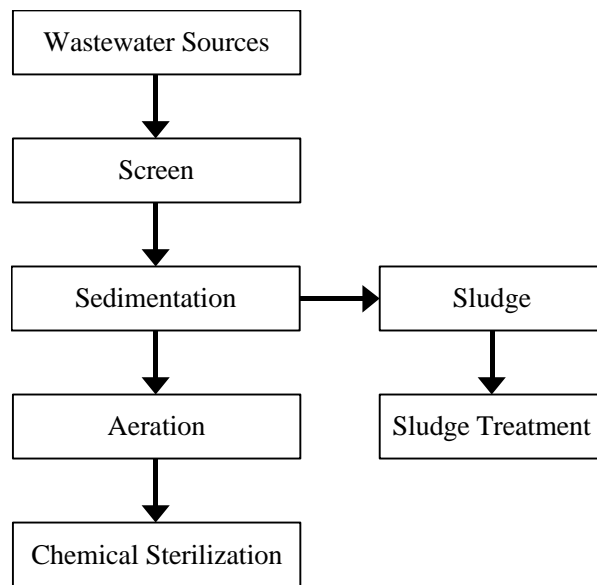 Wastewater Sources
Screen
Sedimentation
Sludge
Aeration
Sludge Treatment
Chemical Sterilization